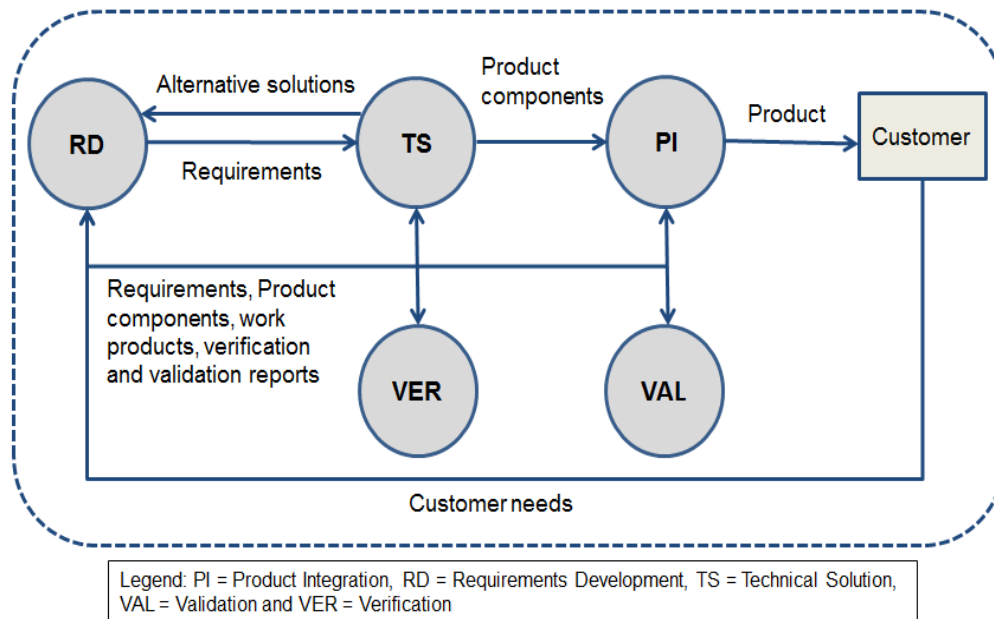 Alternative solutions
Product
components
Product
RD
TS
PI
Customer
Requirements
Requirements, Product
components, work
products, verification
and validation reports
VER
VAL
Customer needs
Legend: PI = Product Integration, RD = Requirements Development, TS = Technical Solution,
VAL = Validation and VER = Verification